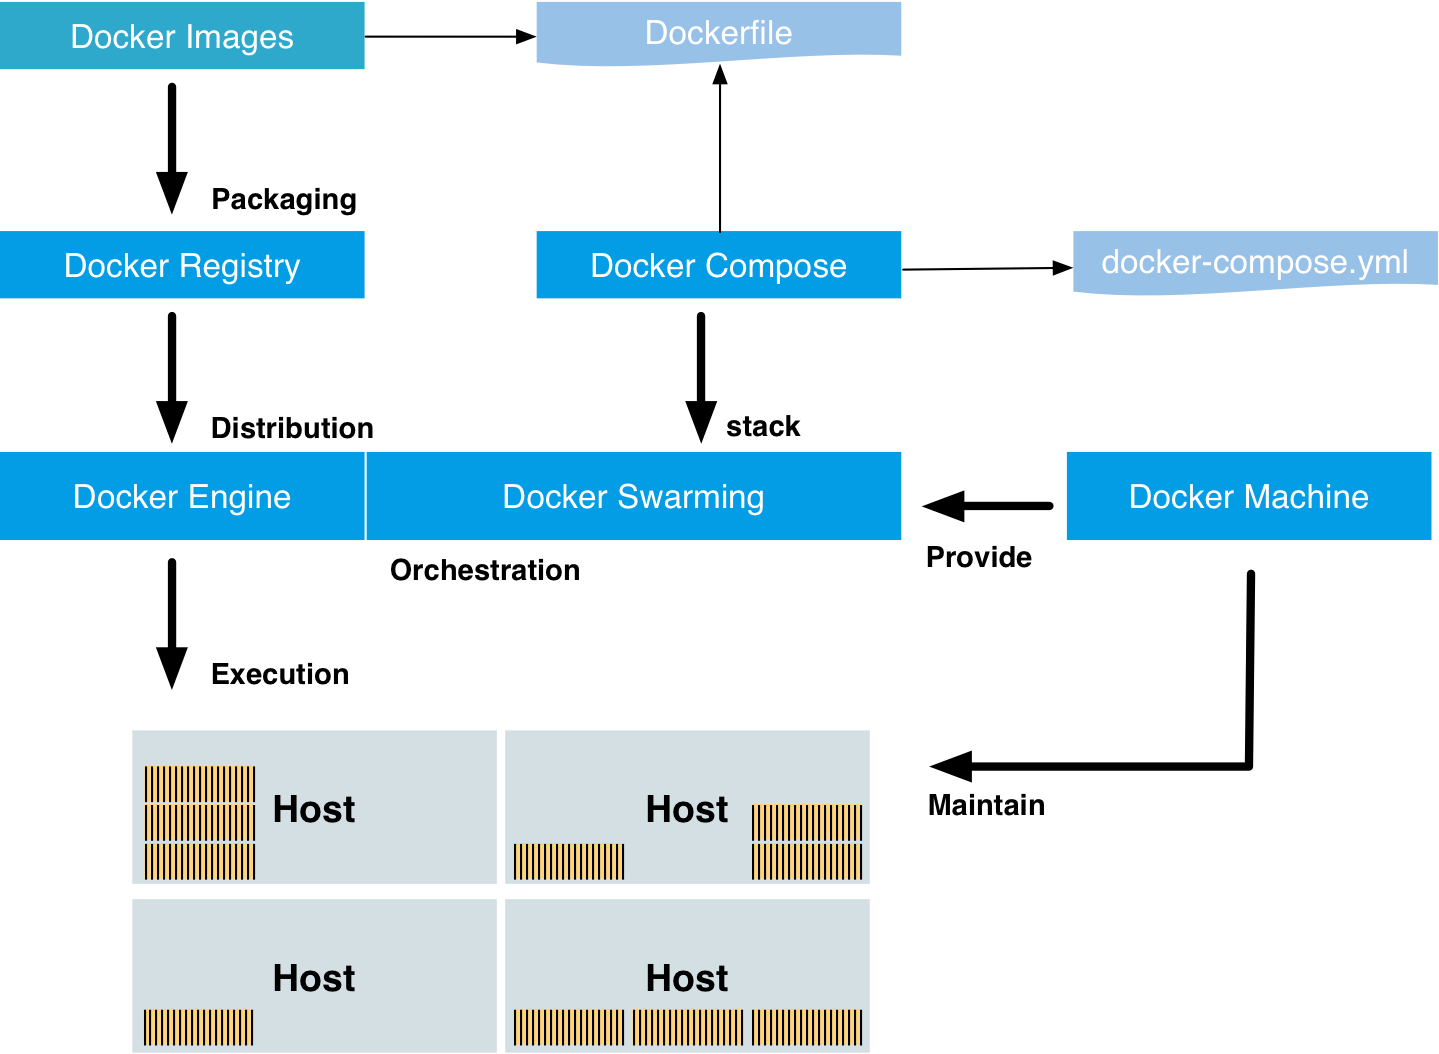 Docker Images
Dockerfile
Packaging
Docker Registry
Docker Compose
docker-compose.yml
Distribution
stack
Docker Engine
Docker Swarming
Docker Machine
Orchestration
Provide
Execution
Host
Host
Maintain
Host
Host